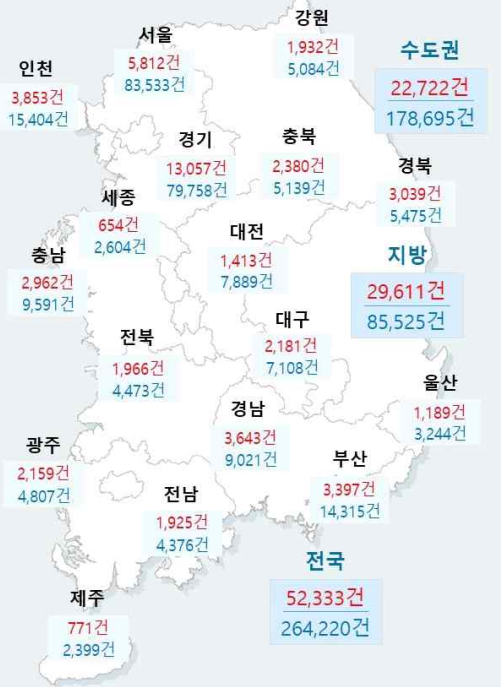 강원
1,932건
5,084건
서울
5,812건
83,533건
수도권
22,722건
178,695건
인천
3,853건
15,404건
경기
13,057건
79,758건
충북
2,380건
5,139건
경북
3,039건
5,475건
세종
654건
2,604건
대전
1,413건
7,889건
지방
29,611건
85,525건
충남
2,962건
9,591건
대구
2,181건
7,108건
전북
1,966건
4,473건
울산
1,189건
3,244건
경남
3,643건
9,021건
광주
2,159건
4,807건
부산
3,397건
14,315건
전남
1,925건
4,376건
전국
52,333건
264,220건
제주
771건
2,399건